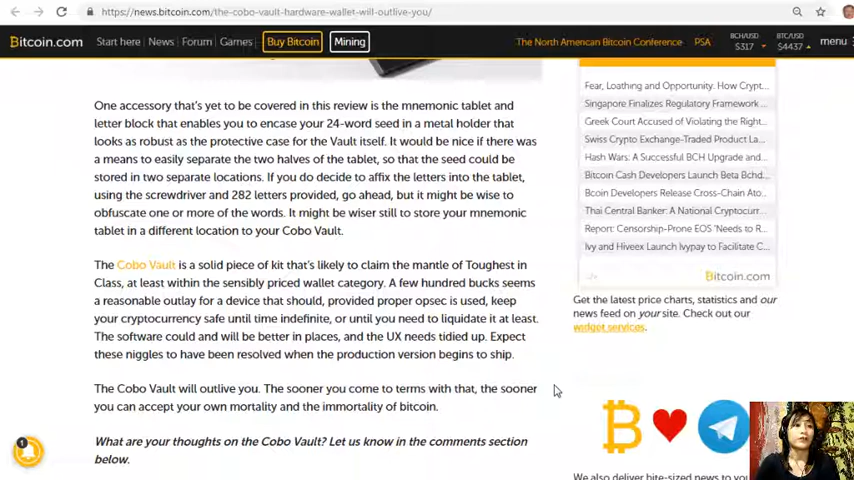 https://news.bitcoin.com/the-cobo-vault-hardware-wallet-will-outlive-you/
Bitcoin.com
Start here
News
Forum
Games
Buy Bitcoin
Mining
The North American Bitcoin Conference
PSA
BCH/USD
$317
BTC/USD
$4437
menu
One accessory that's yet to be covered in this review is the mnemonic tablet and
letter block that enables you to encase your 24-word seed in a metal holder that
looks as robust as the protective case for the Vault itself. It would be nice if there was
a means to easily separate the two halves of the tablet, so that the seed could be
stored in two separate locations. If you do decide to affix the letters into the tablet,
using the screwdriver and 282 letters provided, go ahead, but it might be wise to
obfuscate one or more of the words. It might be wiser still to store your mnemonic
tablet in a different location to your Cobo Vault.
The Cobo Vault is a solid piece of kit that's likely to claim the mantle of Toughest in
Class, at least within the sensibly priced wallet category. A few hundred bucks seems
a reasonable outlay for a device that should, provided proper opsec is used, keep
your cryptocurrency safe until time indefinite, or until you need to liquidate it at least.
The software could and will be better in places, and the UX needs tidied up. Expect
these niggles to have been resolved when the production version begins to ship.
The Cobo Vault will outlive you. The sooner you come to terms with that, the sooner
you can accept your own mortality and the immortality of bitcoin.
What are your thoughts on the Cobo Vault? Let us know in the comments section
below.
Fear, Loathing and Opportunity: How Crypt...
Singapore Finalizes Regulatory Framework ...
Greek Court Accused of Violating the Right...
Swiss Crypto Exchange-Traded Product La...
Hash Wars: A Successful BCH Upgrade and...
Bitcoin Cash Developers Launch Beta Bchd...
Bcoin Developers Release Cross-Chain Ato...
Thai Central Banker: A National Cryptocurr...
Report: Censorship-Prone EOS "Needs to R...
Ivy and Hiveex Launch Ivypay to Facilitate C...
</>
Bitcoin.com
Get the latest price charts, statistics and our
news feed on your site. Check out our
widget services.
We also deliver bite-sized news to you
1